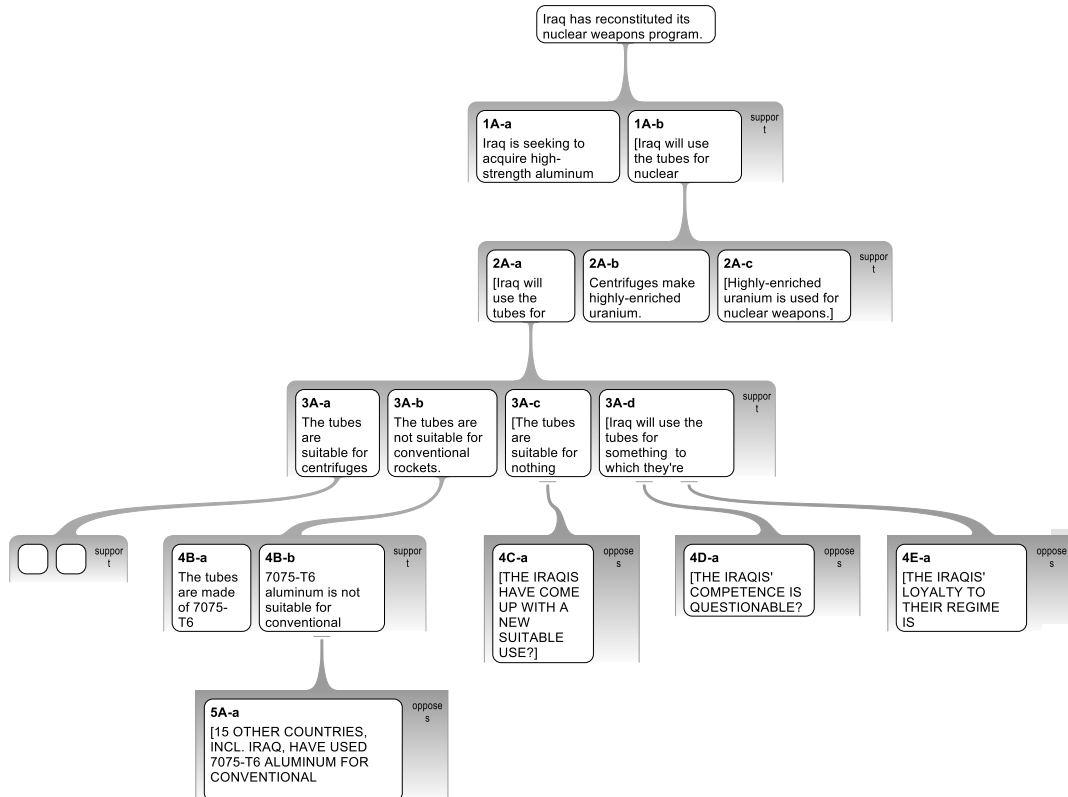 Iraq has reconstituted its
nuclear weapons program.
1A-a
Iraq is seeking to
acquire high-
strength aluminum
1A-b
[Iraq will use
the tubes for
nuclear
suppor
t
2A-a
[Iraq will
use the
tubes for
2A-b
Centrifuges make
highly-enriched
uranium.
2A-c
[Highly-enriched
uranium is used for
nuclear weapons.]
suppor
t
3A-a
The tubes
are
suitable for
centrifuges
3A-b
The tubes are
not suitable for
conventional
rockets.
3A-c
[The tubes
are
suitable for
nothing
3A-d
[Iraq will use the
tubes for
something to
which they're
suppor
t
suppor
t
4B-a
The tubes
are made
of 7075-
T6
4B-b
7075-T6
aluminum is not
suitable for
conventional
suppor
t
4C-a
[THE IRAQIS
HAVE COME
UP WITH A
NEW
SUITABLE
USE?]
oppose
s
4D-a
[THE IRAQIS'
COMPETENCE IS
QUESTIONABLE?
oppose
s
4E-a
[THE IRAQIS'
LOYALTY TO
THEIR REGIME
IS
oppose
s
5A-a
[15 OTHER COUNTRIES,
INCL. IRAQ, HAVE USED
7075-T6 ALUMINUM FOR
CONVENTIONAL
oppose
s